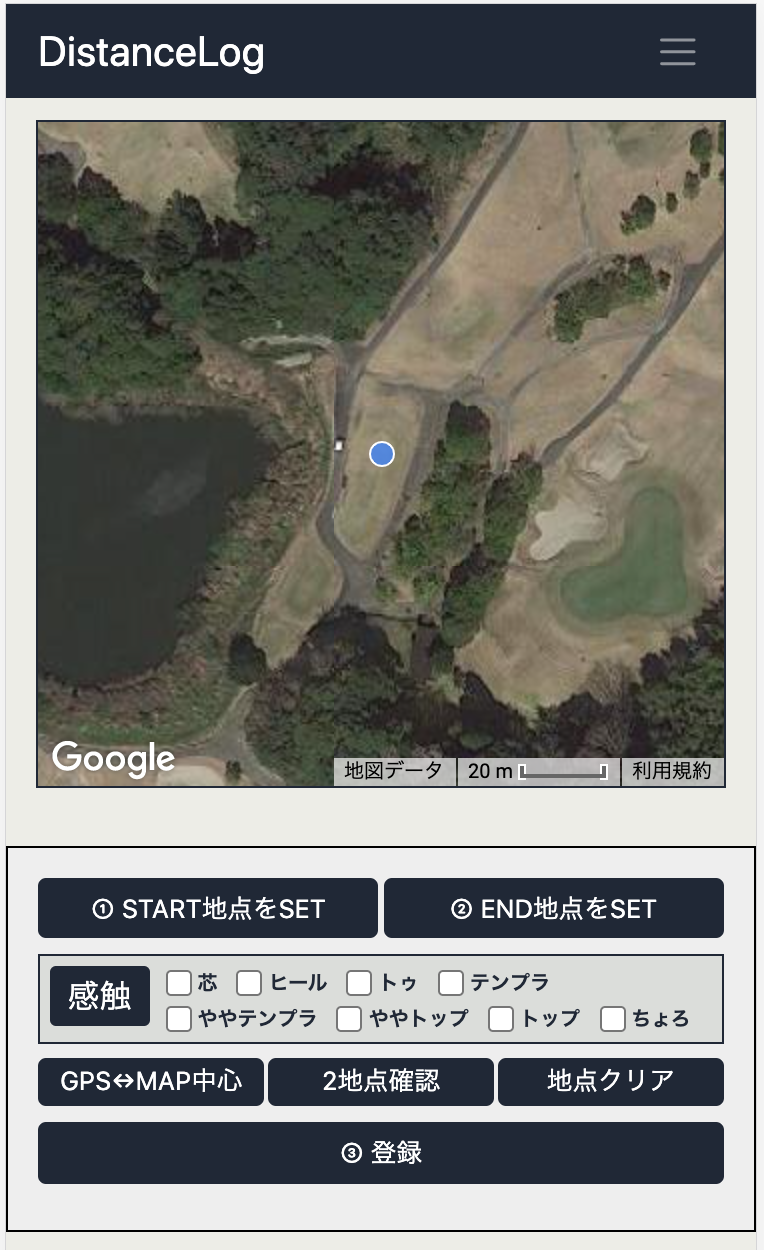 DistanceLog
Google
地図データ 20 m 利用規約
① START地点をSET ② END地点をSET
感触
芯 ヒール トゥ テンプラ
ややテンプラ ややトップ トップ ちょろ
GPS⇔MAP中心 2地点確認 地点クリア
③ 登録